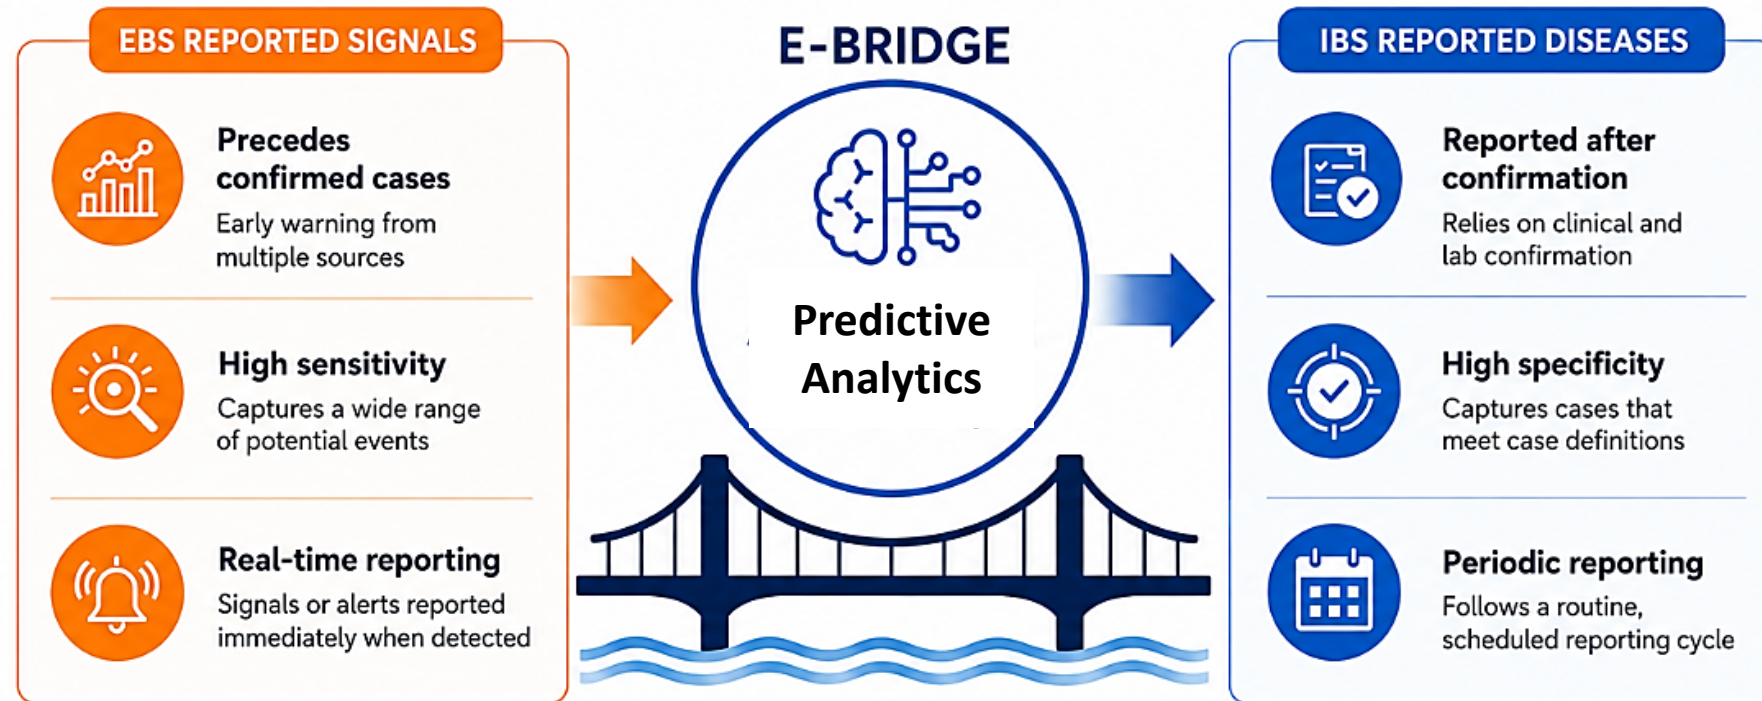 EBS REPORTED SIGNALS
Precedes
confirmed cases
Early warning from
multiple sources
High sensitivity
Captures a wide range
of potential events
Real-time reporting
Signals or alerts reported
immediately when detected
E-BRIDGE
Predictive
Analytics
IBS REPORTED DISEASES
Reported after
confirmation
Relies on clinical and
lab confirmation
High specificity
Captures cases that
meet case definitions
Periodic reporting
Follows a routine,
scheduled reporting cycle